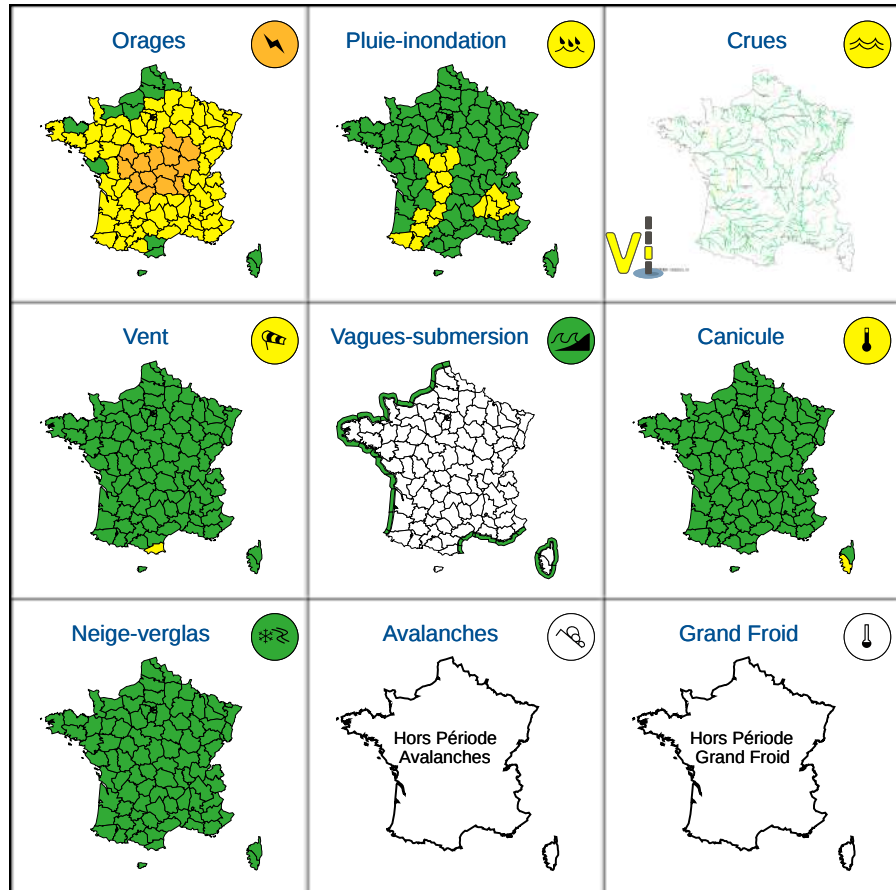 Orages
Pluie-inondation
Crues
Vi
Vent
Vagues-submersion
Canicule
Neige-verglas
Avalanches
Grand Froid
Hors Période
Avalanches
Hors Période
Grand Froid